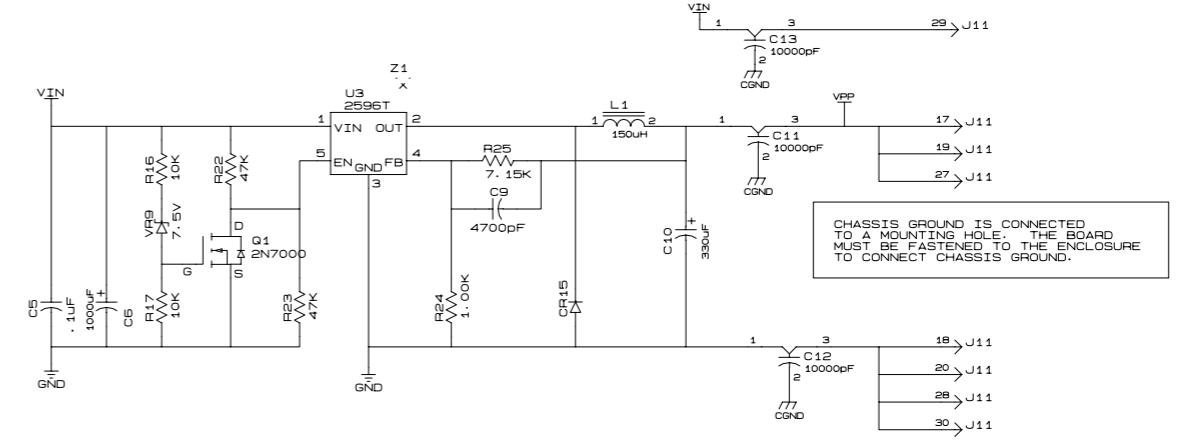 VIN
1 3 29 J11
C13
10000pF
2
CGND
Z1
U3
2596T
VIN
1 VIN OUT 2
5 EN GND FB 4
3
L1
1 2
150uH
VPP
1 3 17 J11
C11
10000pF
2
CGND
19 J11
27 J11
R16
10K
R22
47K
R25
7.15K
C9
4700pF
VR9
7.5V
D
Q1
2N7000
G
S
C10
+
330uF
CHASSIS GROUND IS CONNECTED
TO A MOUNTING HOLE. THE BOARD
MUST BE FASTENED TO THE ENCLOSURE
TO CONNECT CHASSIS GROUND.
C5
.1uF
1000uF
+
C6
R17
10K
R23
47K
R24
1.00K
CR15
GND
GND
1 3 18 J11
C12
10000pF
2
CGND
20 J11
28 J11
30 J11